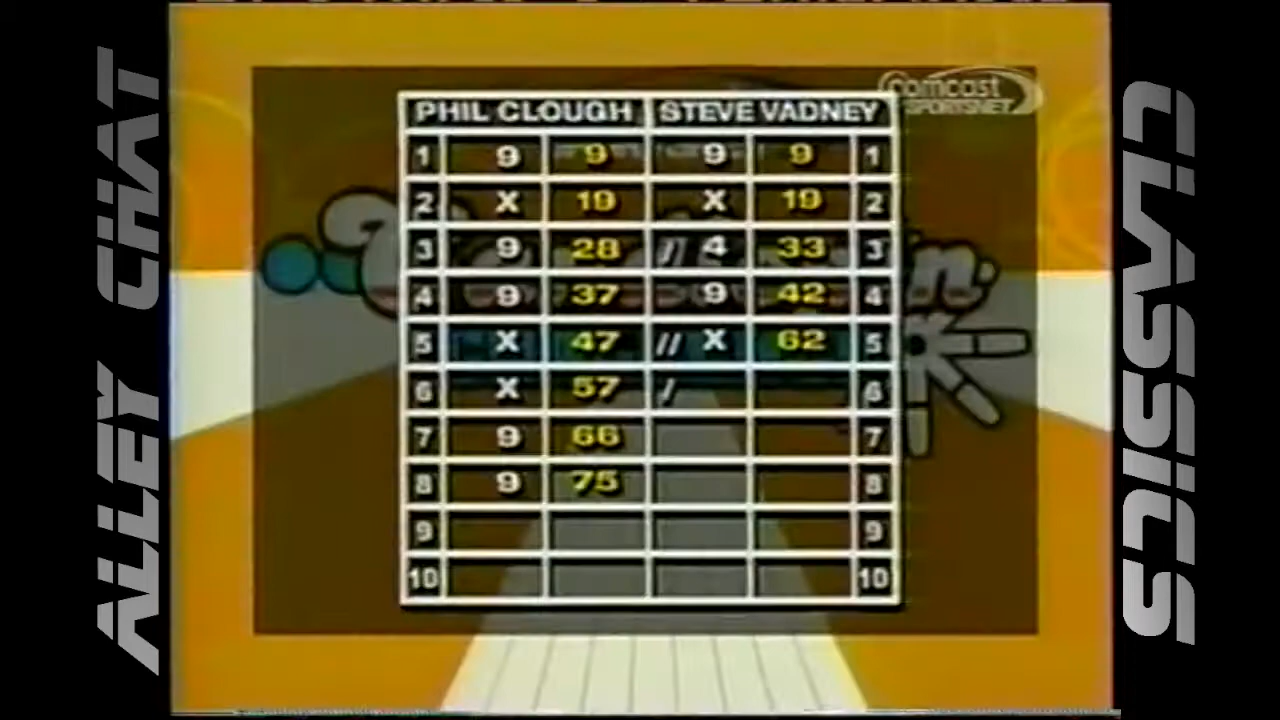 ALLEY CHAT
CLASSICS
comcast
SPORTSNET
PHIL CLOUGH STEVE VADNEY
1 9 9 9 9 1
2 X 19 X 19 2
3 9 28 // 4 33 3
4 9 37 9 42 4
5 X 47 // X 62 5
6 X 57 / 6
7 9 66 7
8 9 75 8
9 9
10 10